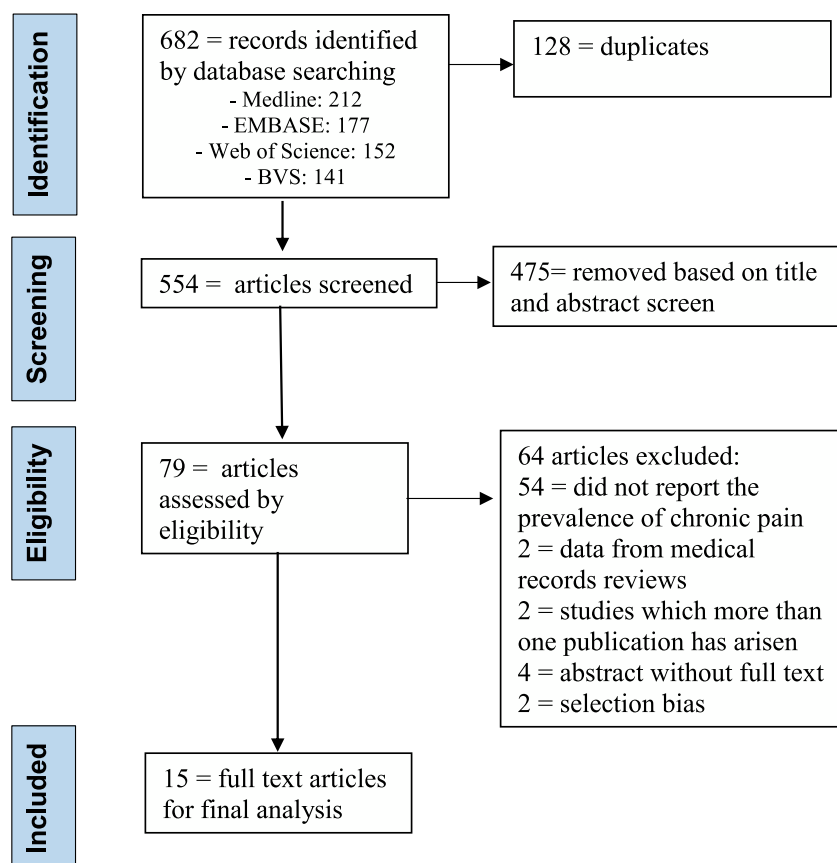 Identification
682 = records identified
by database searching
- Medline: 212
- EMBASE: 177
- Web of Science: 152
- BVS: 141
128 = duplicates
Screening
554 =  articles screened
475= removed based on title
and abstract screen
Eligibility
79 =  articles
assessed by
eligibility
64 articles excluded:
54 = did not report the
prevalence of chronic pain
2 = data from medical
records reviews
2 = studies which more than
one publication has arisen
4 = abstract without full text
2 = selection bias
Included
15 = full text articles
for final analysis